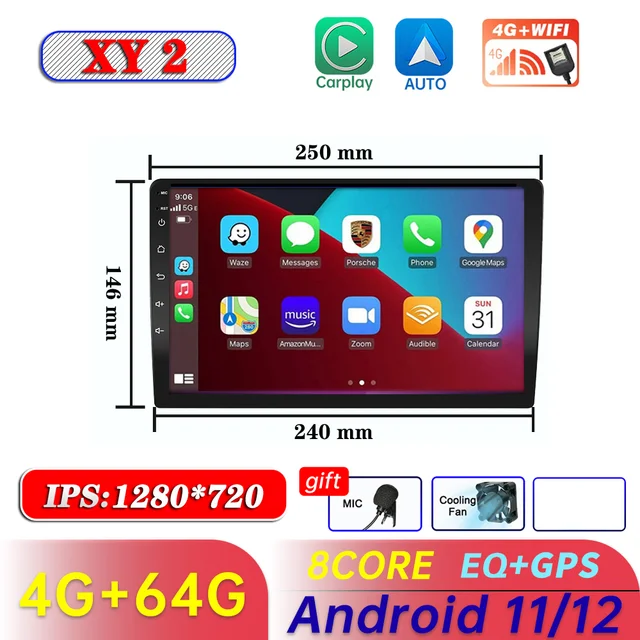 XY 2
Carplay
AUTO
4G+WIFI
4G
250 mm
146 mm
240 mm
MIC
RST
9:06
5G E
Waze
Messages
Porsche
Phone
Google Maps
SUN
31
Maps
music
AmazonMu...
Zoom
Audible
Calendar
IPS:1280*720
gift
MIC
Cooling
Fan
4G+64G
8CORE EQ+GPS
Android 11/12